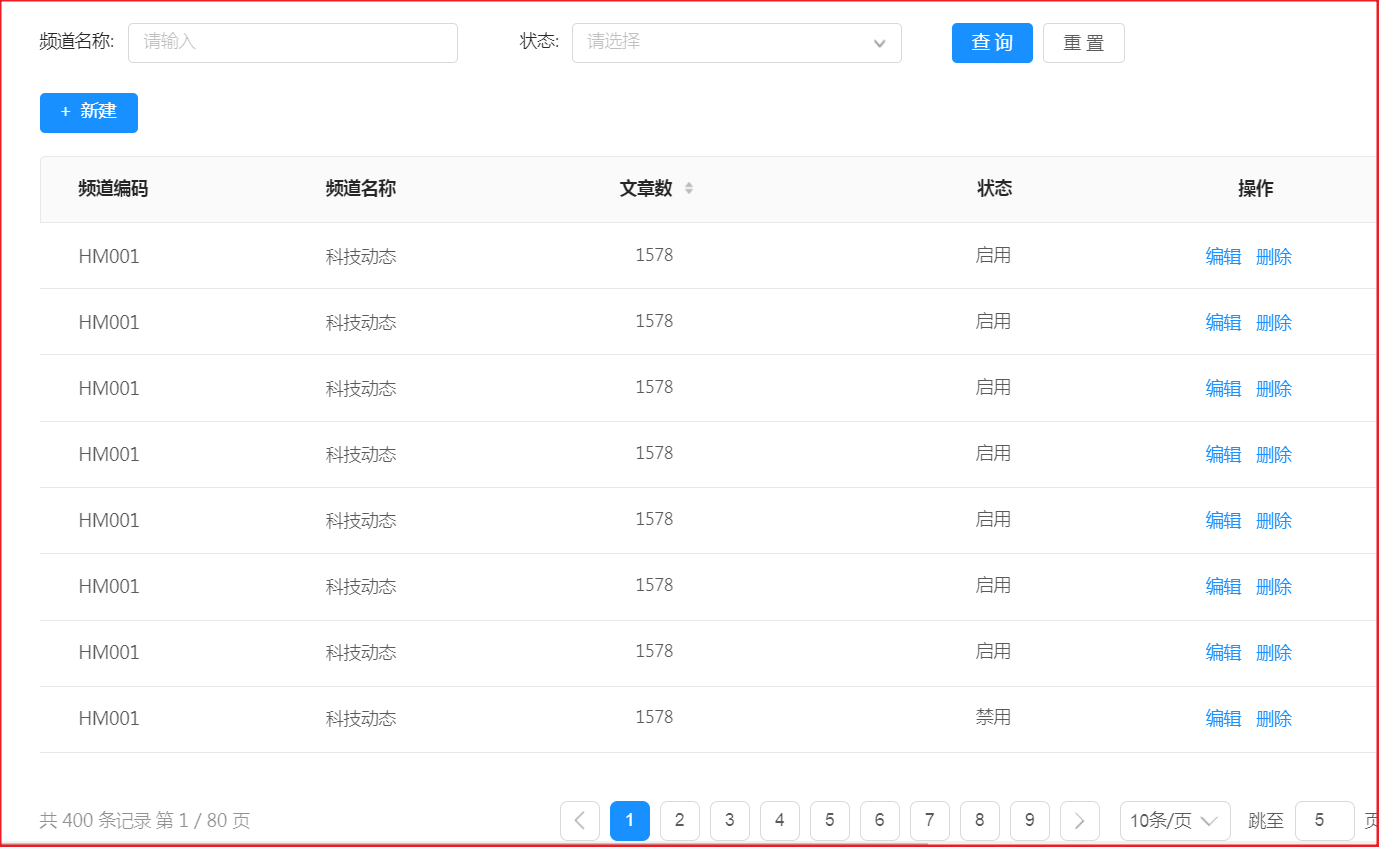 频道名称: 请输入 状态: 请选择 查 询 重 置
+ 新建
频道编码 频道名称 文章数 状态 操作
HM001 科技动态 1578 启用 编辑 删除
HM001 科技动态 1578 启用 编辑 删除
HM001 科技动态 1578 启用 编辑 删除
HM001 科技动态 1578 启用 编辑 删除
HM001 科技动态 1578 启用 编辑 删除
HM001 科技动态 1578 启用 编辑 删除
HM001 科技动态 1578 启用 编辑 删除
HM001 科技动态 1578 禁用 编辑 删除
共 400 条记录 第 1 / 80 页 1 2 3 4 5 6 7 8 9 10条/页 跳至 5 页